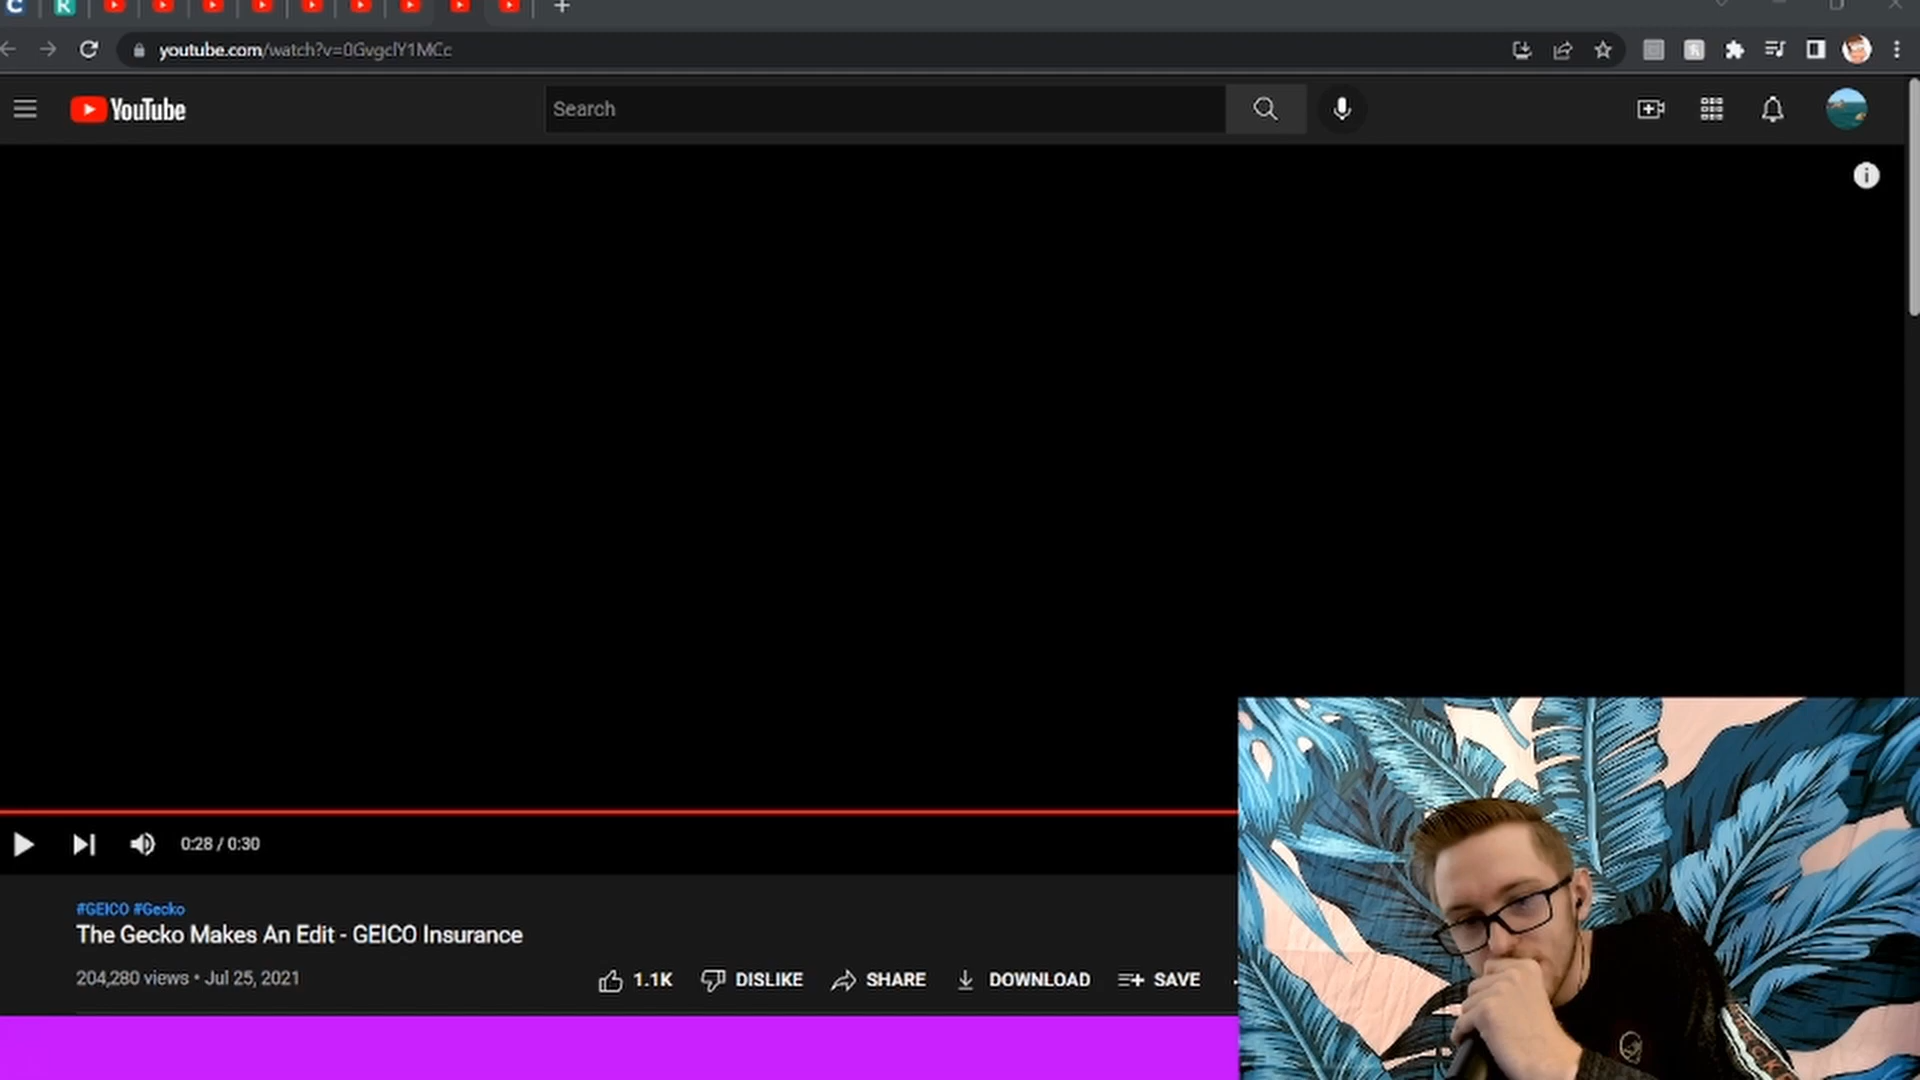 C R
youtube.com/watch?v=0GvgclY1MCc
YouTube
Search
#GEICO #Gecko
0:28 / 0:30
The Gecko Makes An Edit - GEICO Insurance
204,280 views • Jul 25, 2021
1.1K DISLIKE SHARE DOWNLOAD SAVE